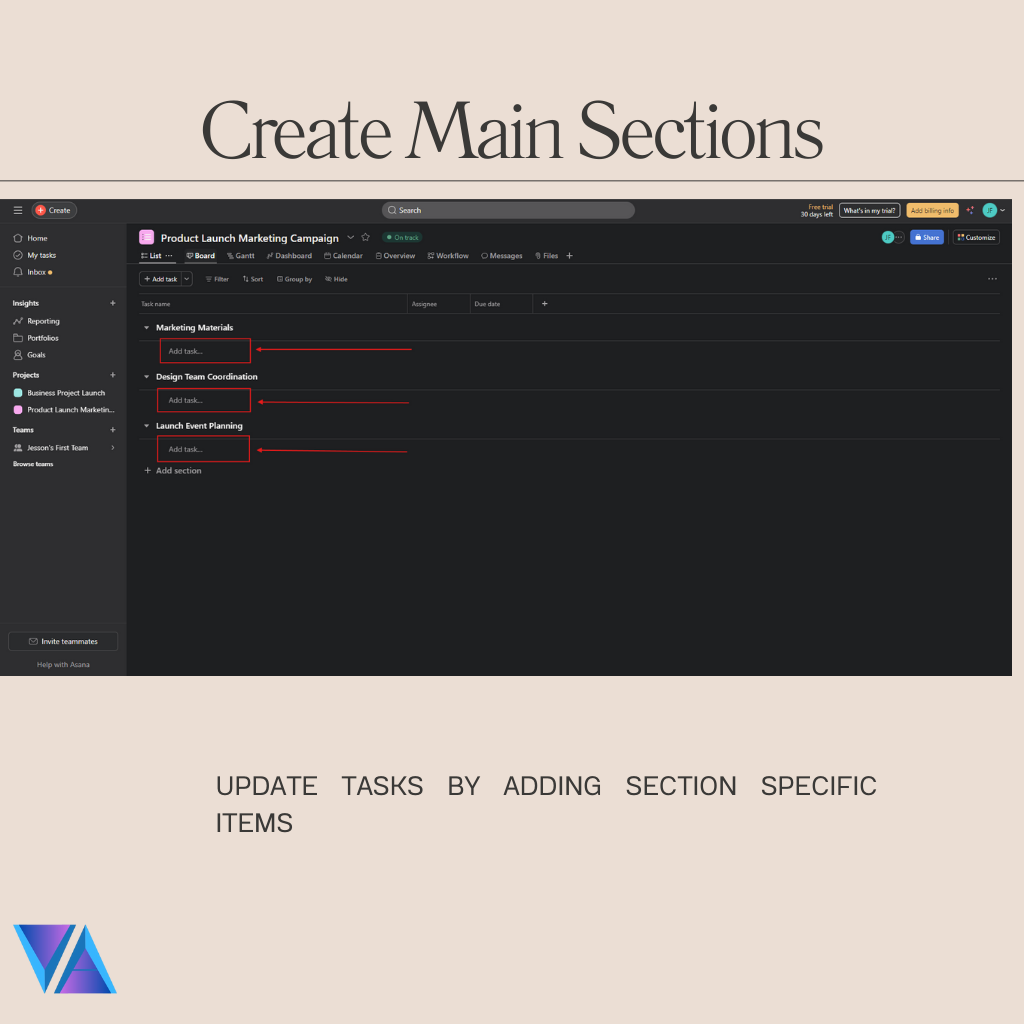 Create Main Sections
Create
Search
Free trial
30 days left
What's in my trial?
Add billing info
JF
Home
My tasks
Inbox
Insights
Reporting
Portfolios
Goals
Projects
Business Project Launch
Product Launch Marketin...
Teams
Jesson's First Team
Browse teams
Invite teammates
Help with Asana
Product Launch Marketing Campaign
On track
JF
Share
Customize
List
Board
Gantt
Dashboard
Calendar
Overview
Workflow
Messages
Files
+
+ Add task
Filter
Sort
Group by
Hide
Task name
Assignee
Due date
+
Marketing Materials
Add task...
Design Team Coordination
Add task...
Launch Event Planning
Add task...
+ Add section
UPDATE TASKS BY ADDING SECTION SPECIFIC
ITEMS